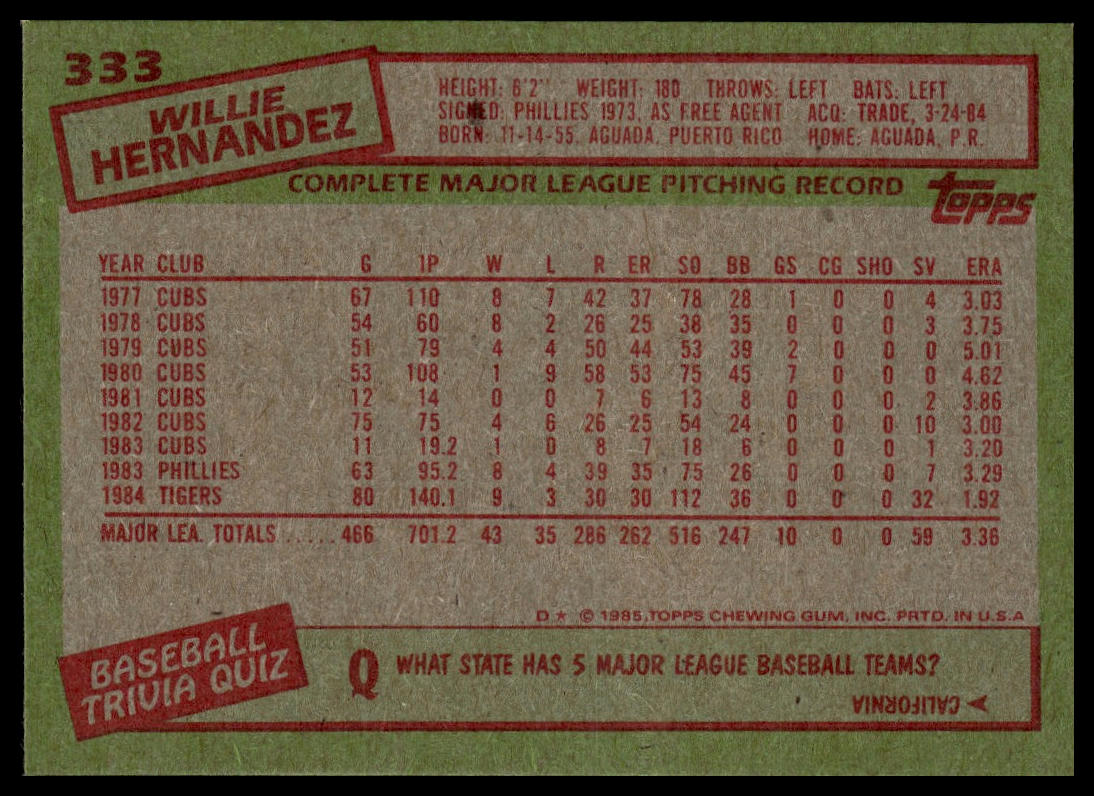 333
WILLIE
HERNANDEZ
HEIGHT: 6'2" WEIGHT: 180 THROWS: LEFT BATS: LEFT
SIGNED: PHILLIES 1973, AS FREE AGENT ACQ: TRADE, 3-24-84
BORN: 11-14-55, AGUADA, PUERTO RICO HOME: AGUADA, P.R.
COMPLETE MAJOR LEAGUE PITCHING RECORD
TOPPS
YEAR CLUB G IP W L R ER SO BB GS CG SHO SV ERA
1977 CUBS 67 110 8 7 42 37 78 28 1 0 0 4 3.03
1978 CUBS 54 60 8 2 26 25 38 35 0 0 0 3 3.75
1979 CUBS 51 79 4 4 50 44 53 39 2 0 0 0 5.01
1980 CUBS 53 108 1 9 58 53 75 45 7 0 0 0 4.62
1981 CUBS 12 14 0 0 7 6 13 8 0 0 0 2 3.86
1982 CUBS 75 75 4 6 26 25 54 24 0 0 0 10 3.00
1983 CUBS 11 19.2 1 0 8 7 18 6 0 0 0 1 3.20
1983 PHILLIES 63 95.2 8 4 39 35 75 26 0 0 0 7 3.29
1984 TIGERS 80 140.1 9 3 30 30 112 36 0 0 0 32 1.92
MAJOR LEA. TOTALS ..... 466 701.2 43 35 286 262 516 247 10 0 0 59 3.36
D ★ © 1985 TOPPS CHEWING GUM, INC. PRTD. IN U.S.A
BASEBALL
TRIVIA QUIZ
Q WHAT STATE HAS 5 MAJOR LEAGUE BASEBALL TEAMS?
CALIFORNIA